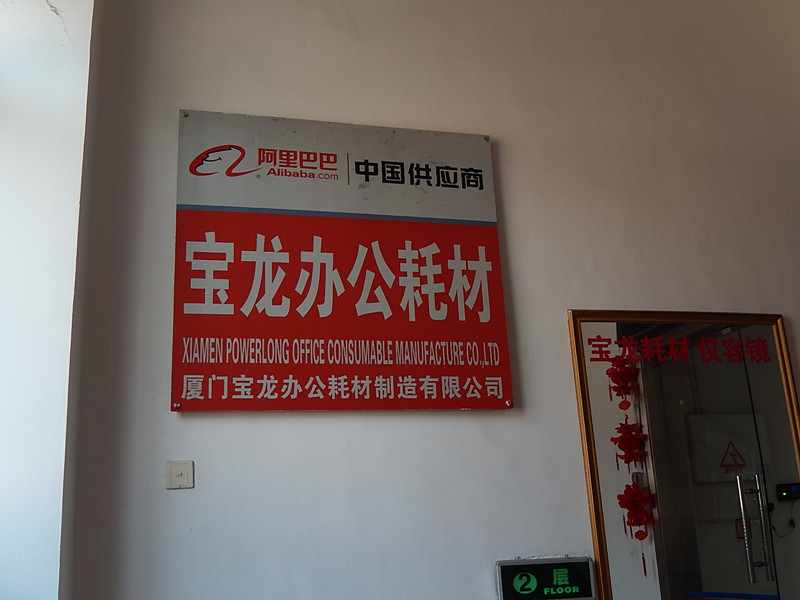 阿里巴巴 中国供应商
Alibaba.com
宝龙办公耗材
XIAMEN POWERLONG OFFICE CONSUMABLE MANUFACTURE CO.,LTD
厦门宝龙办公耗材制造有限公司
宝龙耗材 仪容镜
2 层
FLOOR